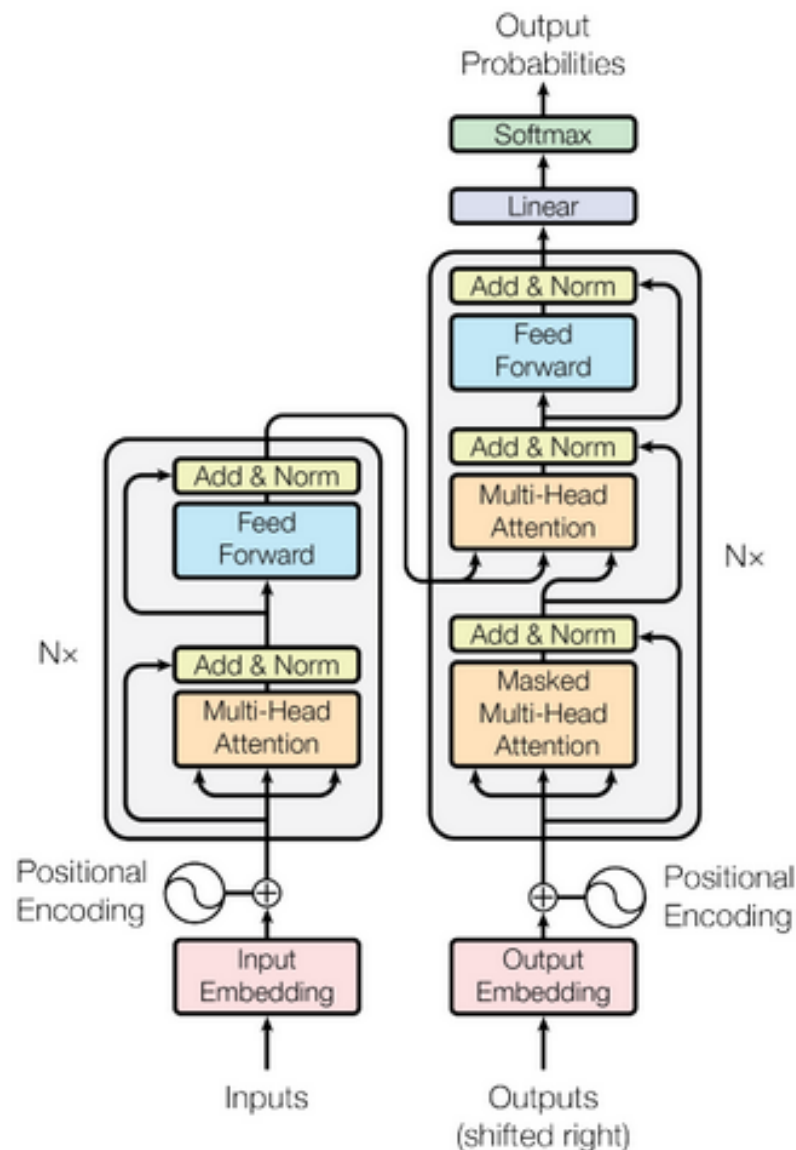 Output
Probabilities
Softmax
Linear
Add & Norm
Feed
Forward
Add & Norm
Multi-Head
Attention
Add & Norm
Masked
Multi-Head
Attention
N×
Positional
Encoding
Output
Embedding
Outputs
(shifted right)
Add & Norm
Feed
Forward
Add & Norm
Multi-Head
Attention
N×
Positional
Encoding
Input
Embedding
Inputs